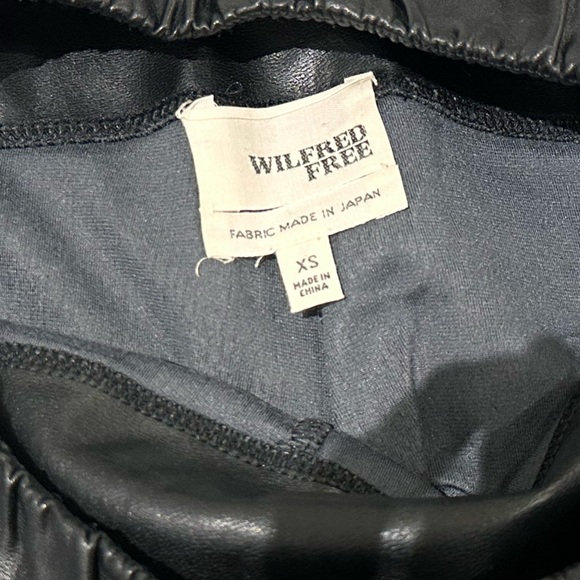 WILFRED
FREE
FABRIC MADE IN JAPAN
XS
MADE IN
CHINA